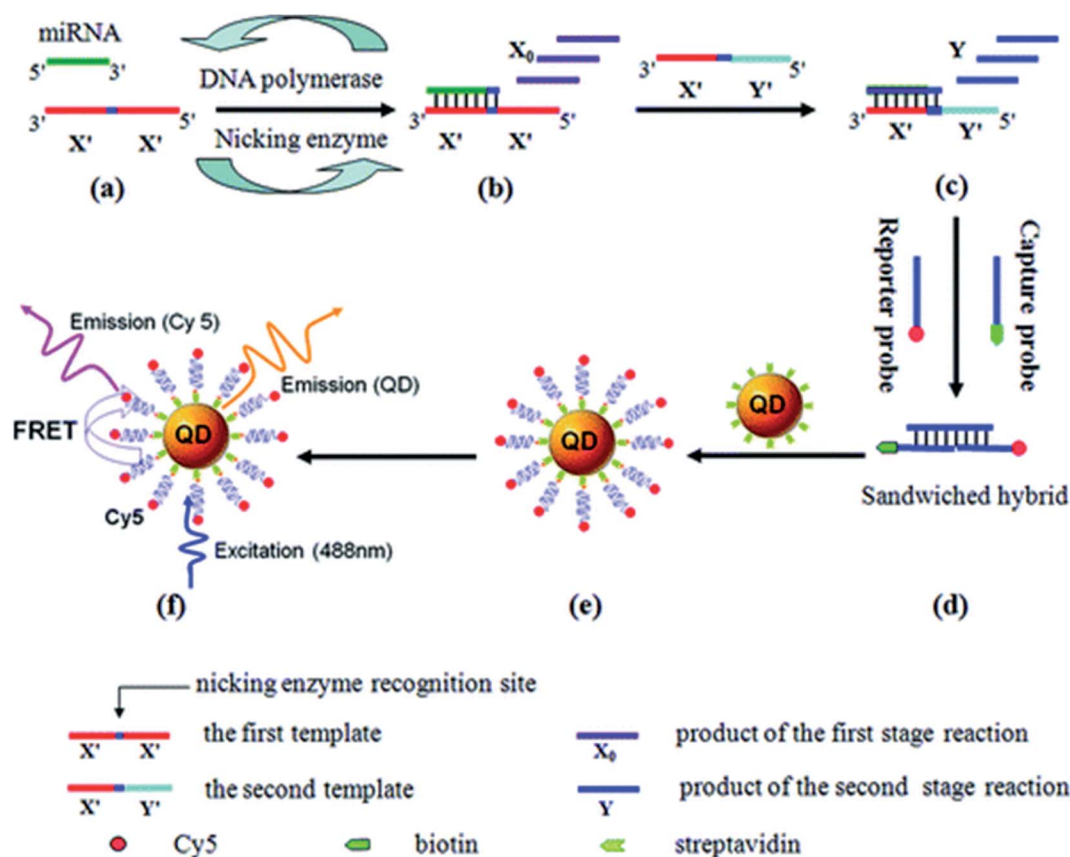 miRNA
5' 3'
DNA polymerase
3' 5'
X' X'
Nicking enzyme
(a)
X₀
3' 5'
X' X'
(b)
3' 5'
X' Y'
Y
3' 5'
X' Y'
(c)
Reporter probe
Capture probe
Sandwiched hybrid
(d)
QD
QD
(e)
Emission (Cy 5)
Emission (QD)
FRET
QD
Cy5
Excitation (488nm)
(f)
nicking enzyme recognition site
X' X'
the first template
X₀
product of the first stage reaction
X' Y'
the second template
Y
product of the second stage reaction
Cy5
biotin
streptavidin